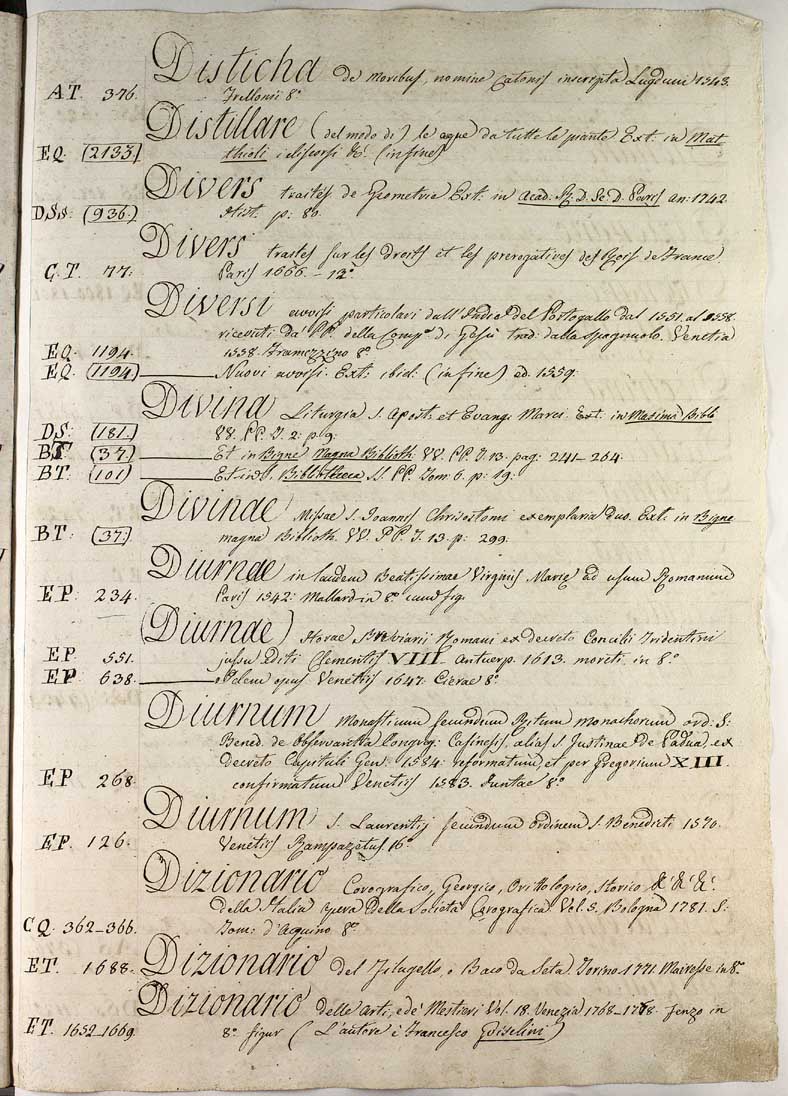 Disticha de moribus, nomine Catonis inscripta Lugduni 1543.
AT. 376. Frellonii 8.°
Distillare (del modo di) le aque da tutte le piante Ext: in Mat-
EQ. (2133) thioli i discorsi &c. (in fine)
Divers traités de Geometrie Ext: in Acad. R. D. Sc. D. Paris an: 1742.
DSs. (936.) Hist. p: 80.
Divers traites sur les droits et les prerogatives des Rois de France
C.T. 77. Paris 1666. - 12°
Diversi avvisi particolari dall'Indie del Portogallo dal 1551. al 1558.
ricevuti da' PP. della Comp.ª di Gesù trad: dalla spagnuolo. Venetia
EQ. 1194. 1558. Tramezzino 8.°
EQ. (1194) Nuovi avvisi. Ext: ibid. (in fine) ed. 1559.
Divina Liturgia S. Apost: et Evang. Marci. Ext. in Maxima Bibl
DS. (181.) VV. PP. T. 2: p. 9.
BT. (37.) Et in Bigne Magna Biblioth. VV. PP. T. 13. pag: 241-264.
BT. (101) Bibliotheca SS. PP. Tom. 6. p: 19.
Divinae Missae S. Joannis Chrisostomi exemplaria duo. Ext. in Bigne
BT: (37.) magna Biblioth. VV. PP. T. 13. p: 299.
Diurnae in laudem Beatissimae Virginis Mariæ ad usum Romanum
EP. 234. Paris 1542: Mallard in 8.° cum fig.
(Diurnae) Horae Breviarii Romani ex decreto Concilii Tridentini
EP 551. jussu Editi Clementis VIII. Antuerp. 1613. moreti. in 8.°
EP. 638. Idem opus Venetiis 1647. Cierae 8.°
Diurnum Monasticum secundum Ritum Monachorum ord: S:
Bened. de Observantia Congreg: Casinensis, alias S. Justinae de Padua, ex
decreto Capituli Gen. 1584. reformatum, et per Gregorium XIII.
EP 268. confirmatum Venetiis 1583. Juntae 8.°
Diurnum S. Laurentij secundum ordinem S. Benedicti 1570.
EP. 126. Venetiis Rampazetus. 16°
Dizionario Corografico, Georgico, Orittologico, Storico &c &c &c.
della Italia opera della Società Corografica. Vol. 5. Bologna 1781. S:
CQ. 362-366. Tom: d'Aquino 8.°
ET. 1688. Dizionario del Filugello, o Baco da Seta. Torino. 1771. Mairesse in 8.°
Dizionario delle Arti, e de' Mestieri Vol. 18. Venezia 1768-1778. Fenzo in
ET. 1652-1669. 8.° figur (L'autore è Francesco Griselini)